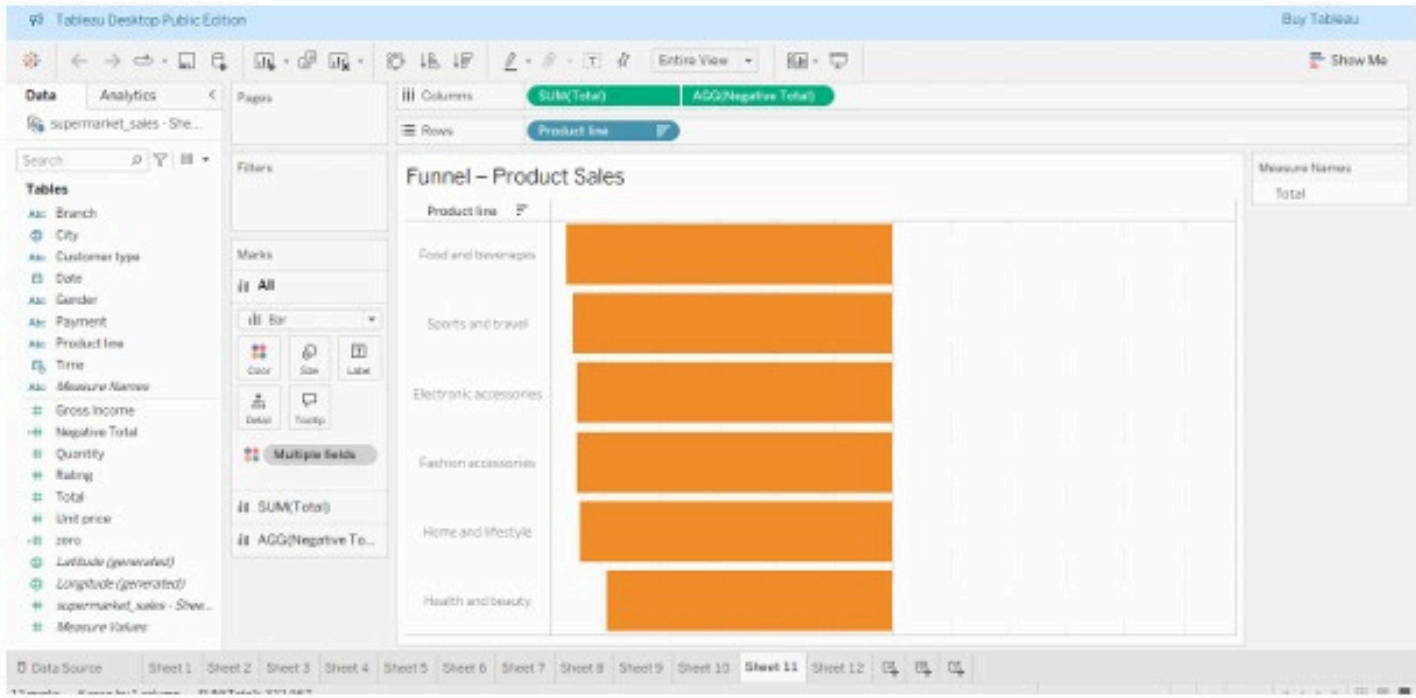 Tableau Desktop Public Edition
Buy Tableau
Entire View
Show Me
Data
Analytics
Pages
Columns
SUM(Total)
AGG(Negative Total)
supermarket_sales - She...
Rows
Product line
Search
Filters
Funnel – Product Sales
Measure Names
Total
Tables
Product line
Abc Branch
City
Abc Customer type
Marks
Food and beverages
Date
All
Abc Gender
Abc Payment
Bar
Sports and travel
Abc Product line
Time
Color
Size
Label
Abc Measure Names
Electronic accessories
Gross Income
Detail
Tooltip
Negative Total
Quantity
Multiple fields
Fashion accessories
Rating
Total
SUM(Total)
Unit price
Home and lifestyle
zero
AGG(Negative To...
Latitude (generated)
Longitude (generated)
Health and beauty
supermarket_sales - Shee...
Measure Values
Data Source
Sheet 1
Sheet 2
Sheet 3
Sheet 4
Sheet 5
Sheet 6
Sheet 7
Sheet 8
Sheet 9
Sheet 10
Sheet 11
Sheet 12